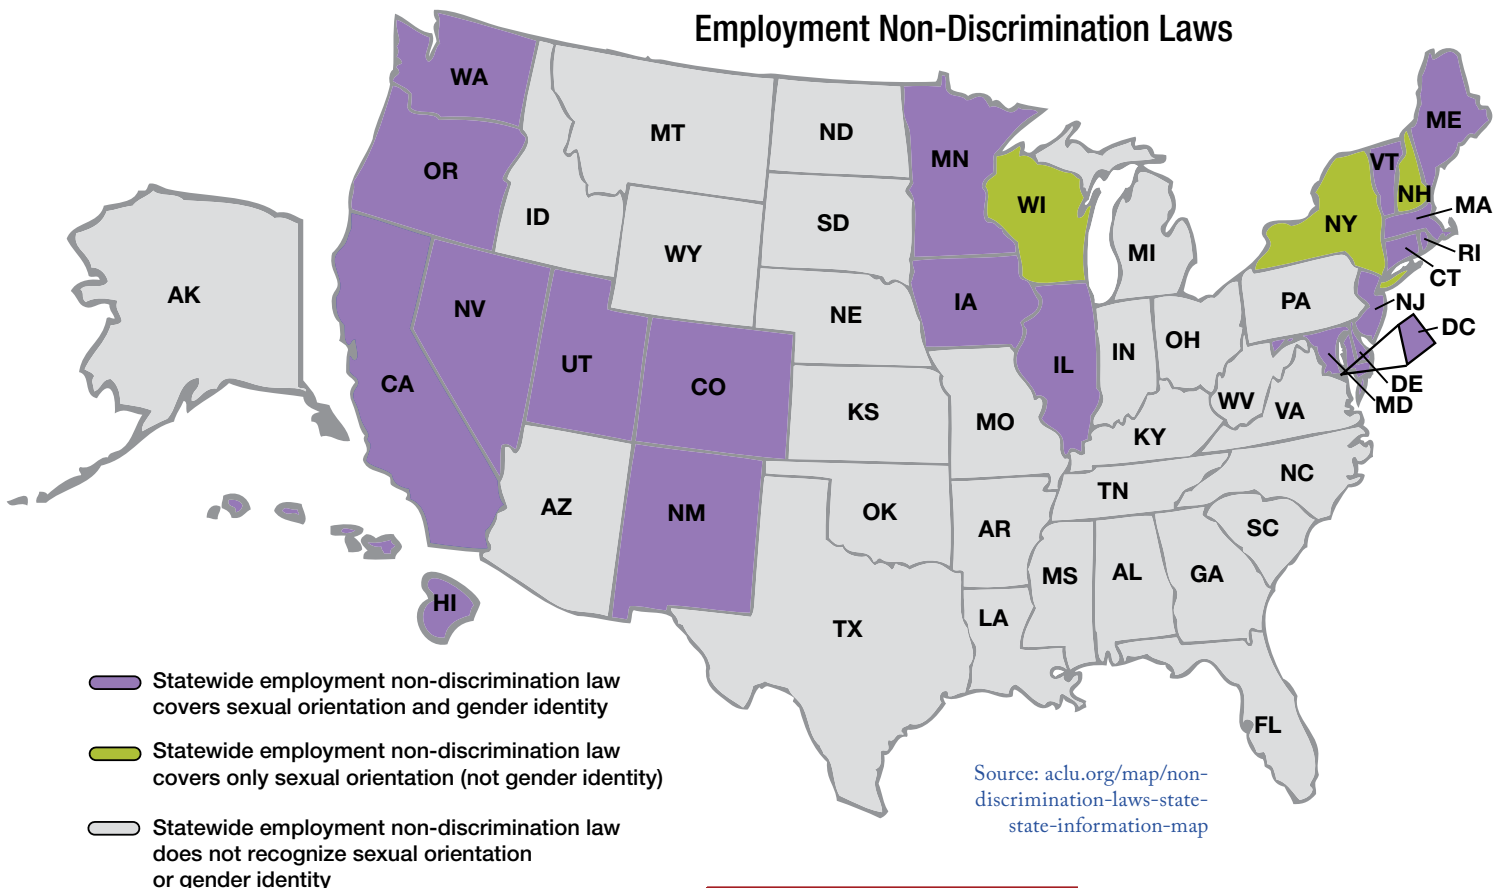 Employment Non-Discrimination Laws
WA
MT
ND
MN
ME
OR
VT
ID
SD
WI
NH
MA
NY
WY
MI
RI
CT
AK
NV
NE
IA
PA
NJ
DC
UT
IL
IN
OH
CA
CO
DE
MD
KS
MO
WV
VA
KY
NC
AZ
NM
OK
AR
TN
SC
MS
AL
GA
HI
TX
LA
FL
Statewide employment non-discrimination law
covers sexual orientation and gender identity
Statewide employment non-discrimination law
covers only sexual orientation (not gender identity)
Statewide employment non-discrimination law
does not recognize sexual orientation
or gender identity
Source: aclu.org/map/non-
discrimination-laws-state-
state-information-map